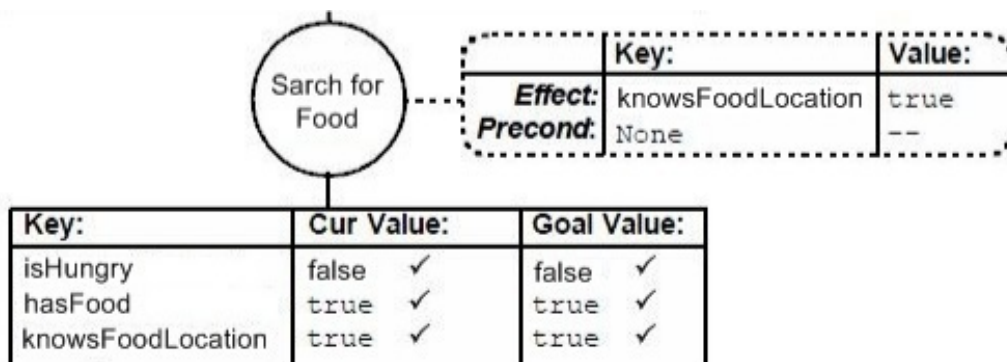 Sarch for
Food
Key: Value:
Effect: knowsFoodLocation true
Precond: None --
Key: Cur Value: Goal Value:
isHungry false ✓ false ✓
hasFood true ✓ true ✓
knowsFoodLocation true ✓ true ✓